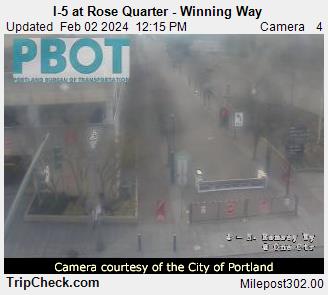 I-5 at Rose Quarter - Winning Way
Updated Feb 02 2024 12:15 PM Camera 4
PBOT
PORTLAND BUREAU OF TRANSPORTATION
Camera courtesy of the City of Portland
TripCheck.com Milepost302.00